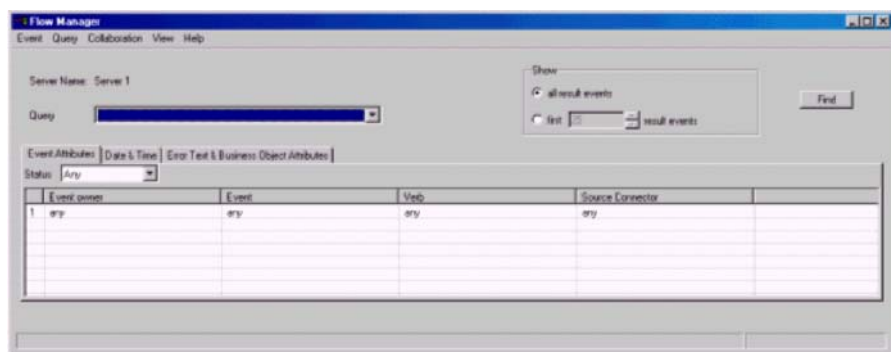 Flow Manager
Event Query Collaboration View Help
Server Name: Server 1
Show
all result events
Query
first result events
Find
Event Attributes Date & Time Error Text & Business Object Attributes
Status Any
Event owner Event Verb Source Connector
1 any any any any